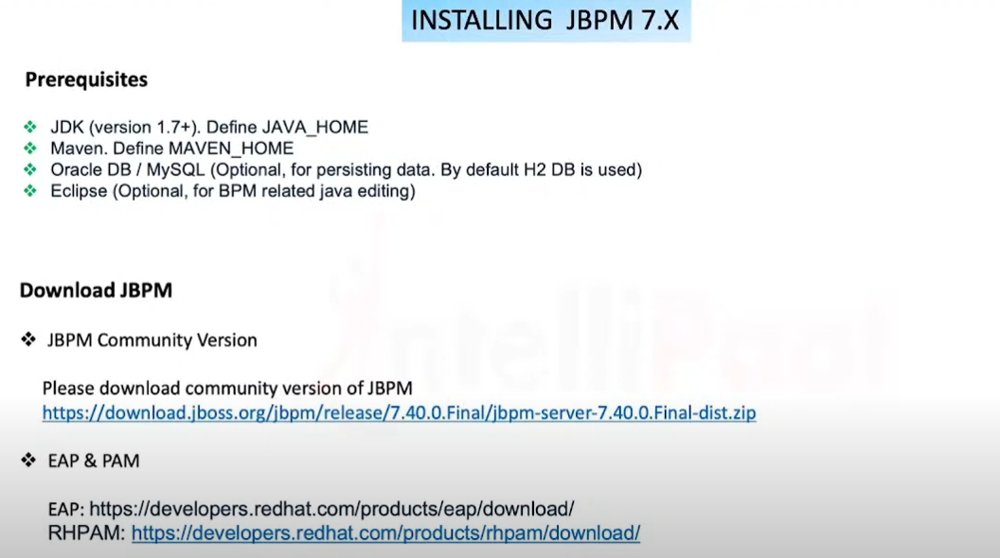 INSTALLING JBPM 7.X
Prerequisites
JDK (version 1.7+). Define JAVA_HOME
Maven. Define MAVEN_HOME
Oracle DB / MySQL (Optional, for persisting data. By default H2 DB is used)
Eclipse (Optional, for BPM related java editing)
Download JBPM
JBPM Community Version
Please download community version of JBPM
https://download.jboss.org/jbpm/release/7.40.0.Final/jbpm-server-7.40.0.Final-dist.zip
EAP & PAM
EAP: https://developers.redhat.com/products/eap/download/
RHPAM: https://developers.redhat.com/products/rhpam/download/
IntelliPaat